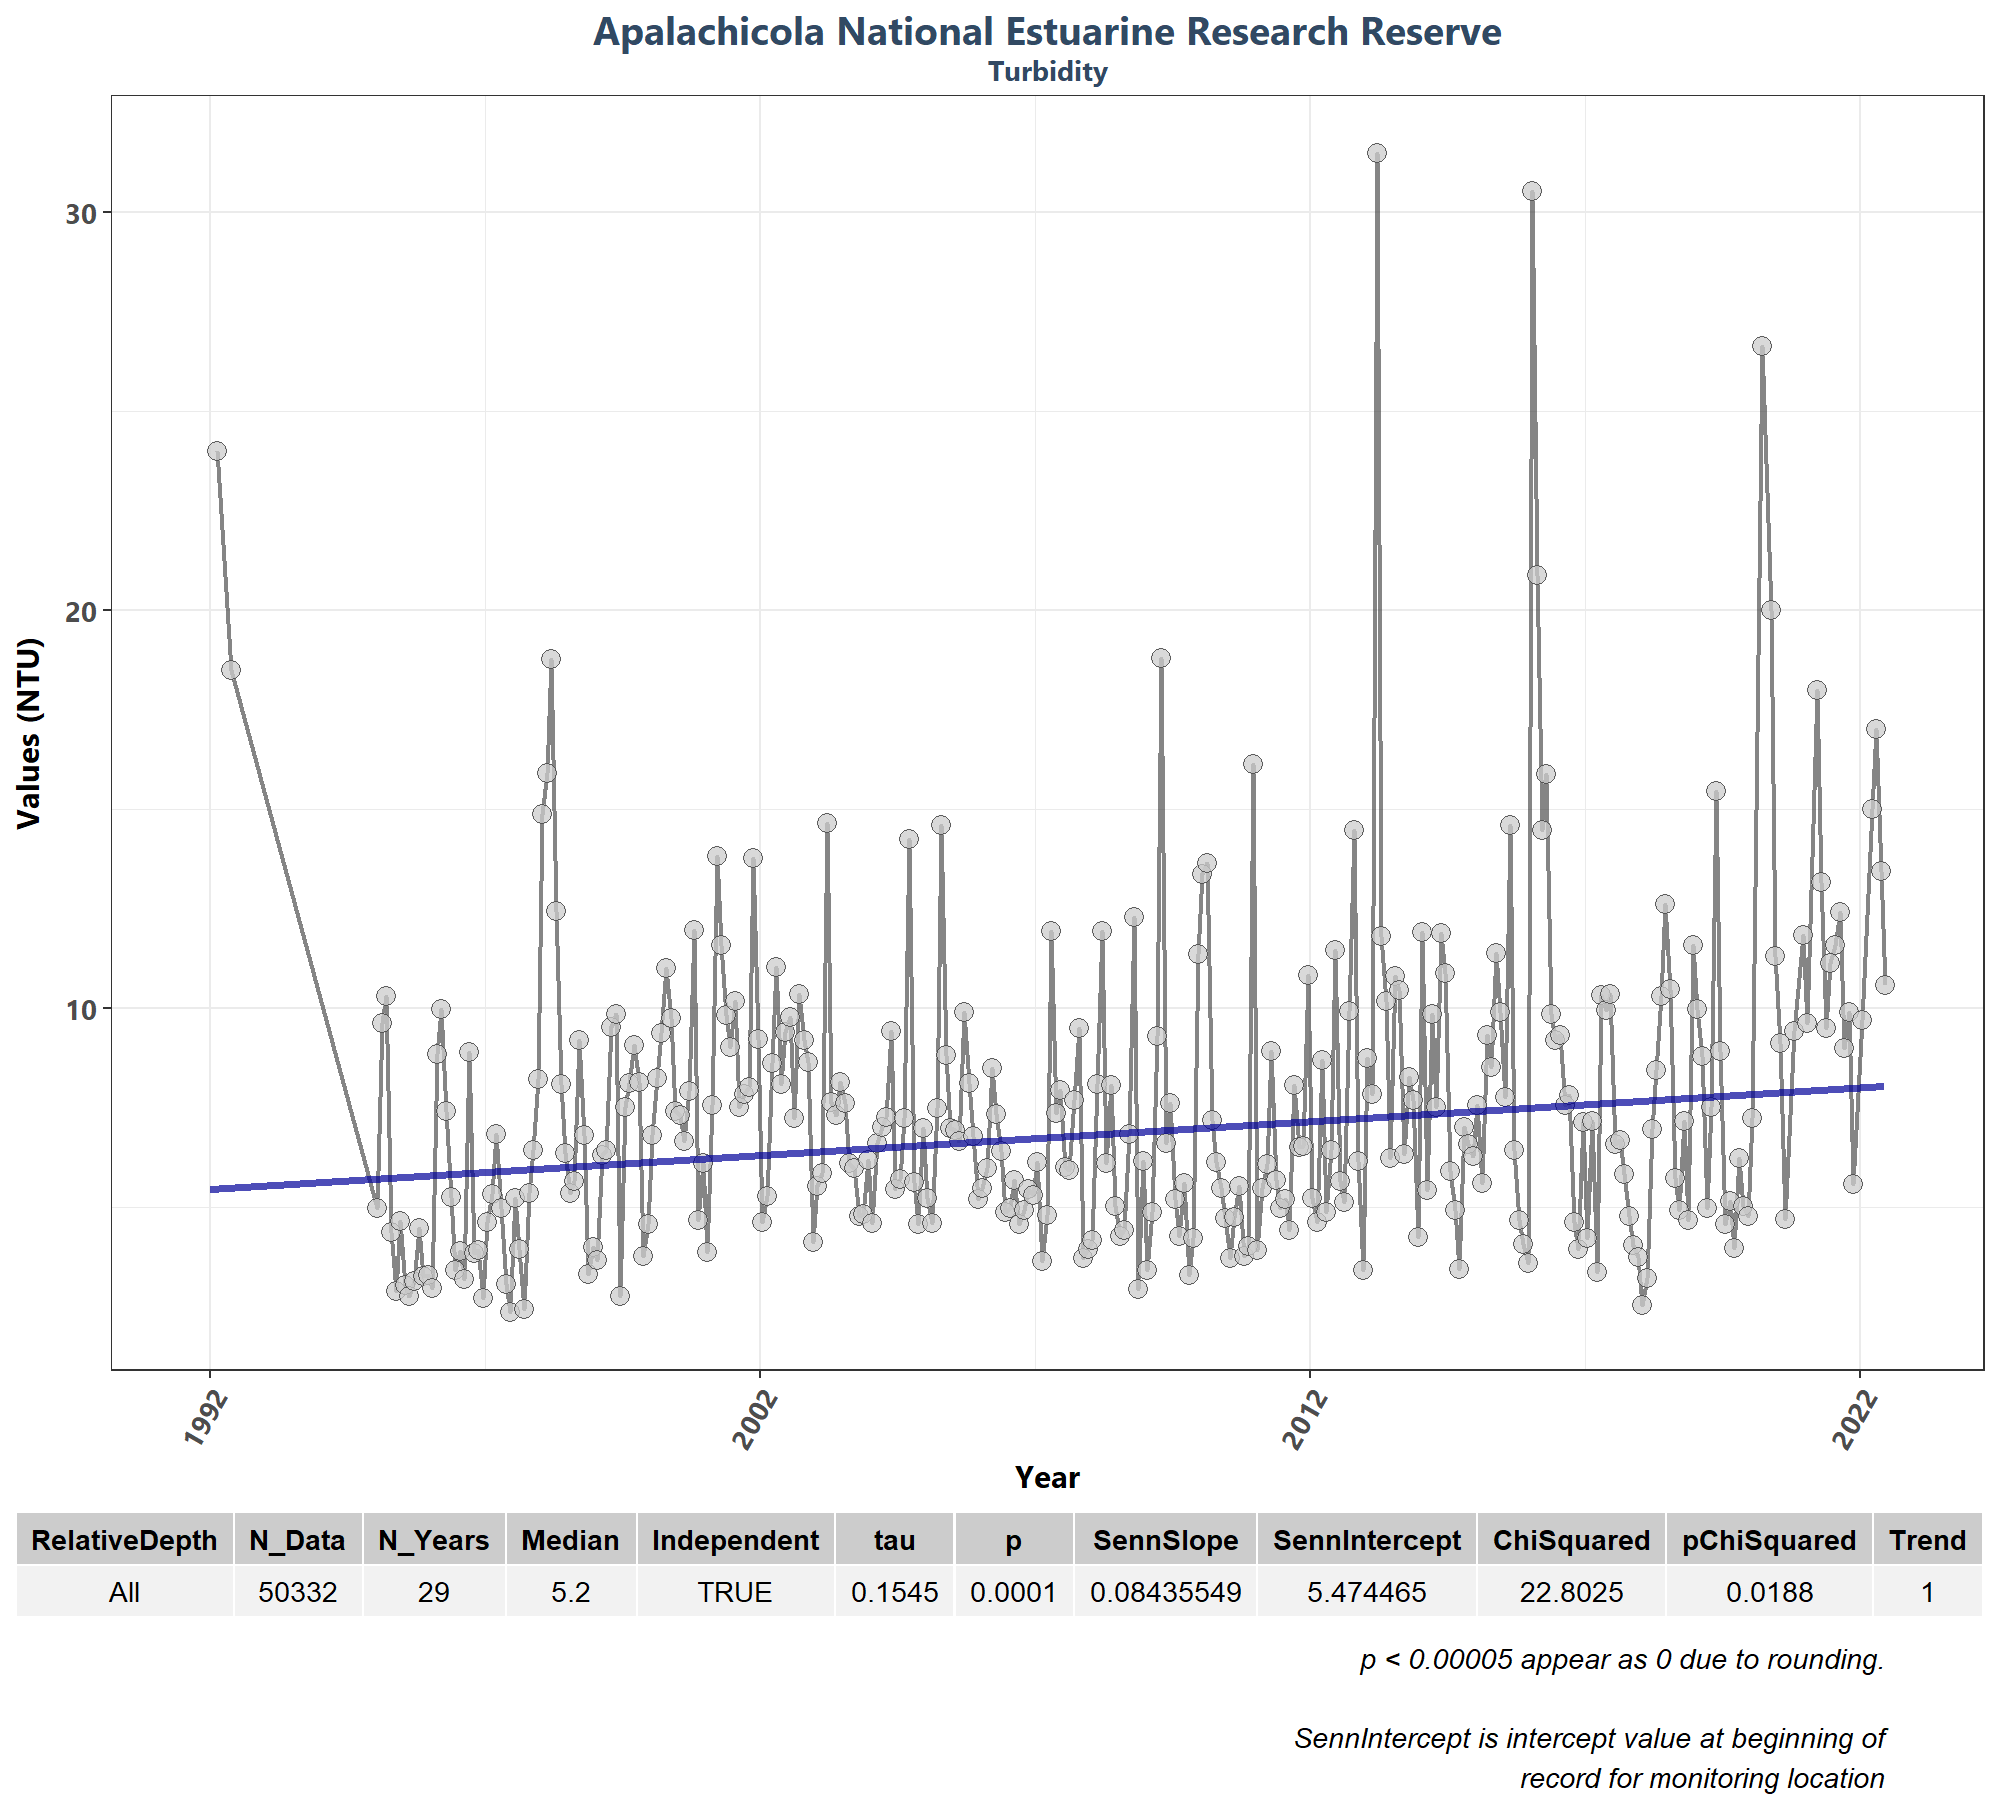 Apalachicola National Estuarine Research Reserve
Turbidity
Values (NTU)
30
20
10
1992
2002
2012
2022
Year
RelativeDepth N_Data N_Years Median Independent tau p SennSlope SennIntercept ChiSquared pChiSquared Trend
All 50332 29 5.2 TRUE 0.1545 0.0001 0.08435549 5.474465 22.8025 0.0188 1
p < 0.00005 appear as 0 due to rounding.
SennIntercept is intercept value at beginning of
record for monitoring location